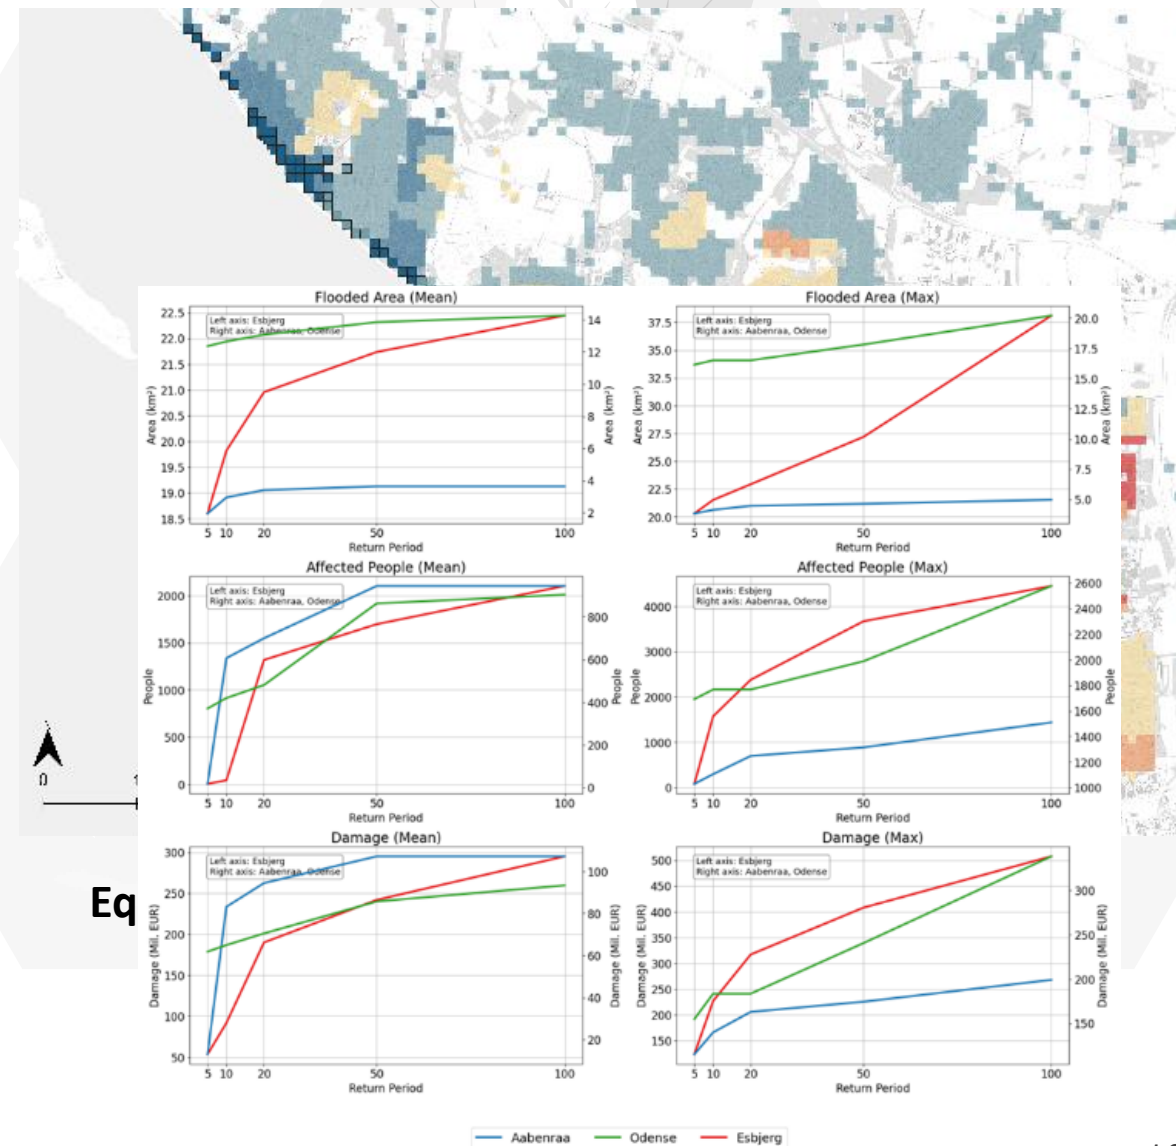 Flooded Area (Mean)
Left axis: Esbjerg
Right axis: Aabenraa, Odense
22.5
22.0
21.5
21.0
20.5
20.0
19.5
19.0
18.5
Area (km²)
14
12
10
8
6
4
2
Area (km²)
5 10 20 50 100
Return Period
Flooded Area (Max)
Left axis: Esbjerg
Right axis: Aabenraa, Odense
37.5
35.0
32.5
30.0
27.5
25.0
22.5
20.0
Area (km²)
20.0
17.5
15.0
12.5
10.0
7.5
5.0
Area (km²)
5 10 20 50 100
Return Period
Affected People (Mean)
Left axis: Esbjerg
Right axis: Aabenraa, Odense
2000
1500
1000
500
0
People
800
600
400
200
0
People
5 10 20 50 100
Return Period
Affected People (Max)
Left axis: Esbjerg
Right axis: Aabenraa, Odense
4000
3000
2000
1000
0
People
2600
2400
2200
2000
1800
1600
1400
1200
1000
People
5 10 20 50 100
Return Period
0
Eq
Damage (Mean)
Left axis: Esbjerg
Right axis: Aabenraa, Odense
300
250
200
150
100
50
Damage (Mil. EUR)
100
80
60
40
20
Damage (Mil. EUR)
5 10 20 50 100
Return Period
Damage (Max)
Left axis: Esbjerg
Right axis: Aabenraa, Odense
500
450
400
350
300
250
200
150
Damage (Mil. EUR)
300
250
200
150
Damage (Mil. EUR)
5 10 20 50 100
Return Period
Aabenraa Odense Esbjerg